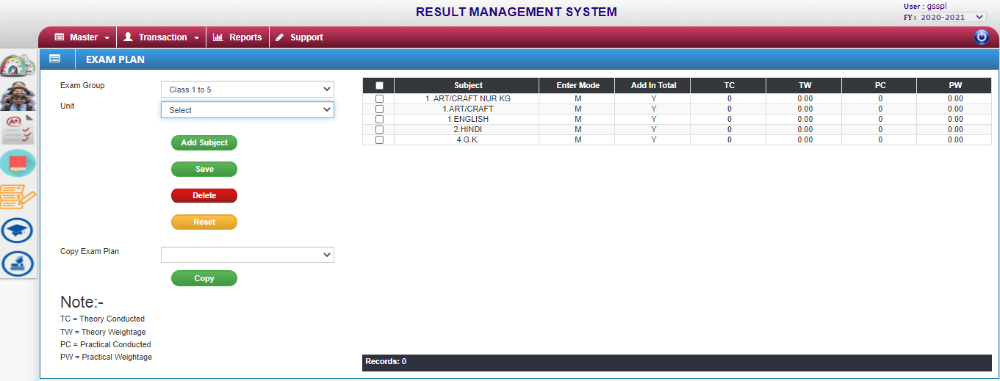 RESULT MANAGEMENT SYSTEM
User : gsspl
FY : 2020-2021
Master Transaction Reports Support
EXAM PLAN
Exam Group Class 1 to 5
Unit Select
Add Subject
Save
Delete
Reset
Copy Exam Plan
Copy
Note:-
TC = Theory Conducted
TW = Theory Weightage
PC = Practical Conducted
PW = Practical Weightage
Subject Enter Mode Add In Total TC TW PC PW
1. ART/CRAFT NUR KG M Y 0 0.00 0 0.00
1.ART/CRAFT M Y 0 0.00 0 0.00
1.ENGLISH M Y 0 0.00 0 0.00
2.HINDI M Y 0 0.00 0 0.00
4.G.K. M Y 0 0.00 0 0.00
Records: 0
A+